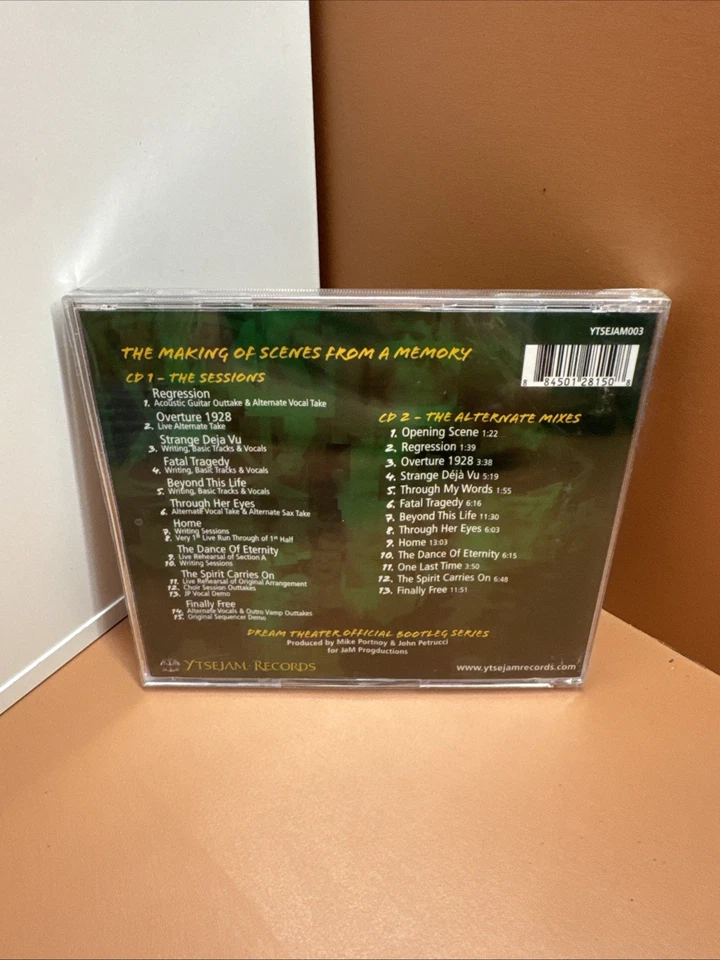 YTSEJAM003
8 84501 28150 8
THE MAKING OF SCENES FROM A MEMORY
CD 1 – THE SESSIONS
Regression
1. Acoustic Guitar Outtake & Alternate Vocal Take
Overture 1928
2. Live Alternate Take
Strange Deja Vu
3. Writing, Basic Tracks & Vocals
Fatal Tragedy
4. Writing, Basic Tracks & Vocals
Beyond This Life
5. Writing, Basic Tracks & Vocals
Through Her Eyes
6. Alternate Vocal Take & Alternate Sax Take
Home
7. Writing Sessions
8. Very 1st Live Run Through of 1st Half
The Dance Of Eternity
9. Live Rehearsal of Section A
10. Writing Sessions
The Spirit Carries On
11. Live Rehearsal of Original Arrangement
12. Choir Session Outtakes
13. JP Vocal Demo
Finally Free
14. Alternate Vocals & Outro Vamp Outtakes
15. Original Sequencer Demo
CD 2 – THE ALTERNATE MIXES
1. Opening Scene 1:22
2. Regression 1:39
3. Overture 1928 3:38
4. Strange Déjà Vu 5:19
5. Through My Words 1:55
6. Fatal Tragedy 6:16
7. Beyond This Life 11:30
8. Through Her Eyes 6:03
9. Home 13:03
10. The Dance Of Eternity 6:15
11. One Last Time 3:50
12. The Spirit Carries On 6:48
13. Finally Free 11:51
DREAM THEATER OFFICIAL BOOTLEG SERIES
Produced by Mike Portnoy & John Petrucci
for JaM Progductions
YTSEJAM RECORDS
www.ytsejamrecords.com